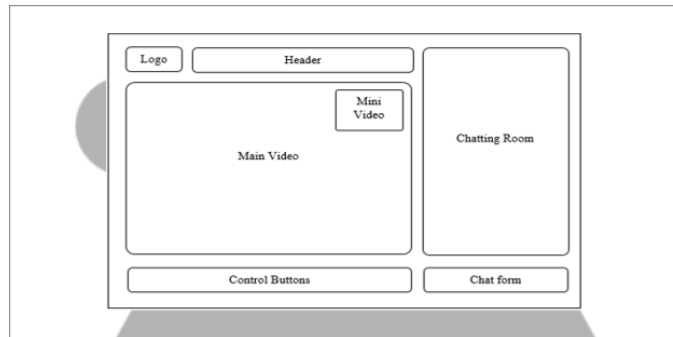 Logo
Header
Mini
Video
Main Video
Chatting Room
Control Buttons
Chat form